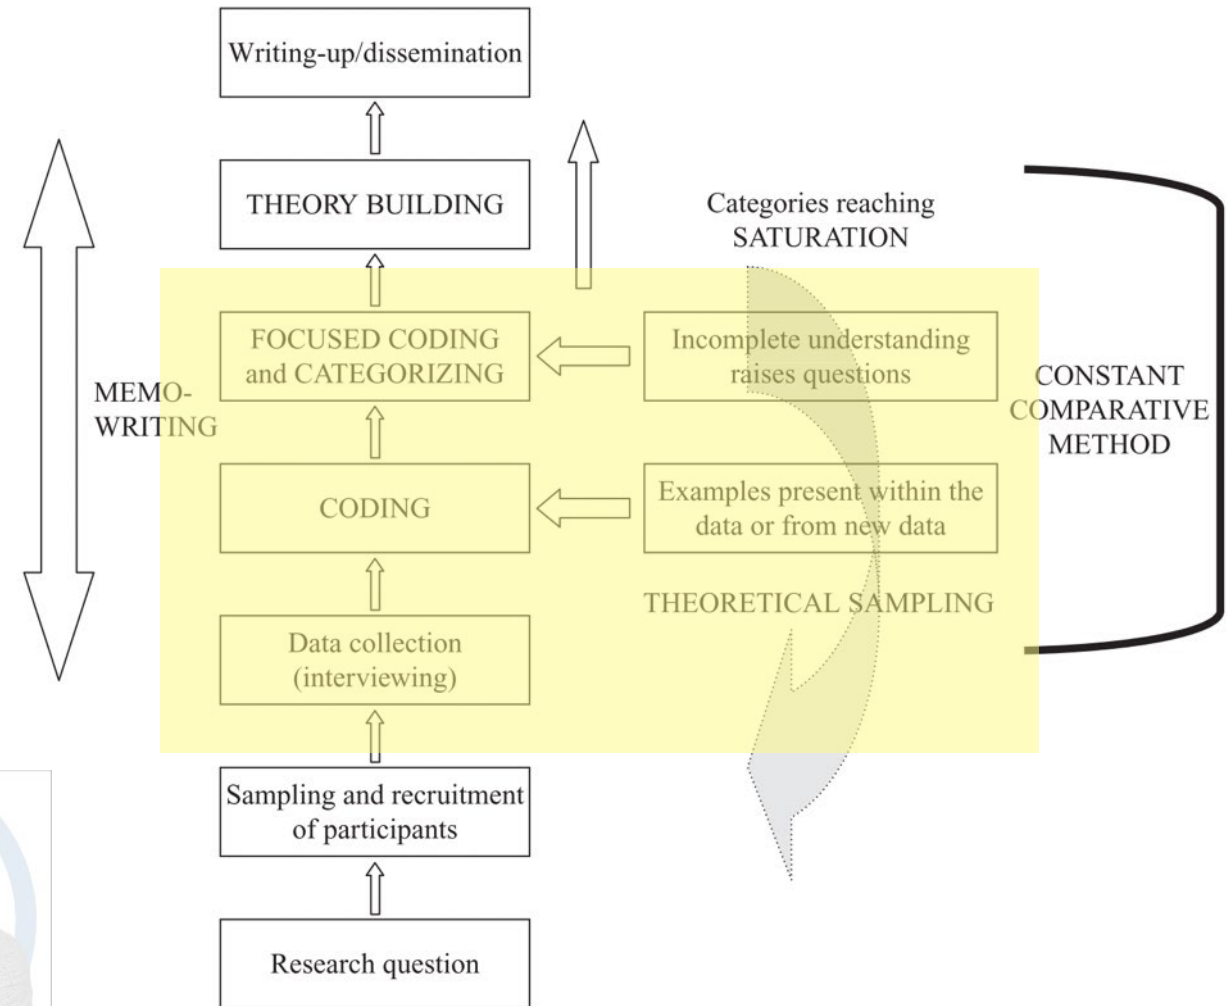 Writing-up/dissemination
THEORY BUILDING
Categories reaching
SATURATION
FOCUSED CODING
and CATEGORIZING
Incomplete understanding
raises questions
MEMO-
WRITING
CONSTANT
COMPARATIVE
METHOD
CODING
Examples present within the
data or from new data
THEORETICAL SAMPLING
Data collection
(interviewing)
Sampling and recruitment
of participants
Research question